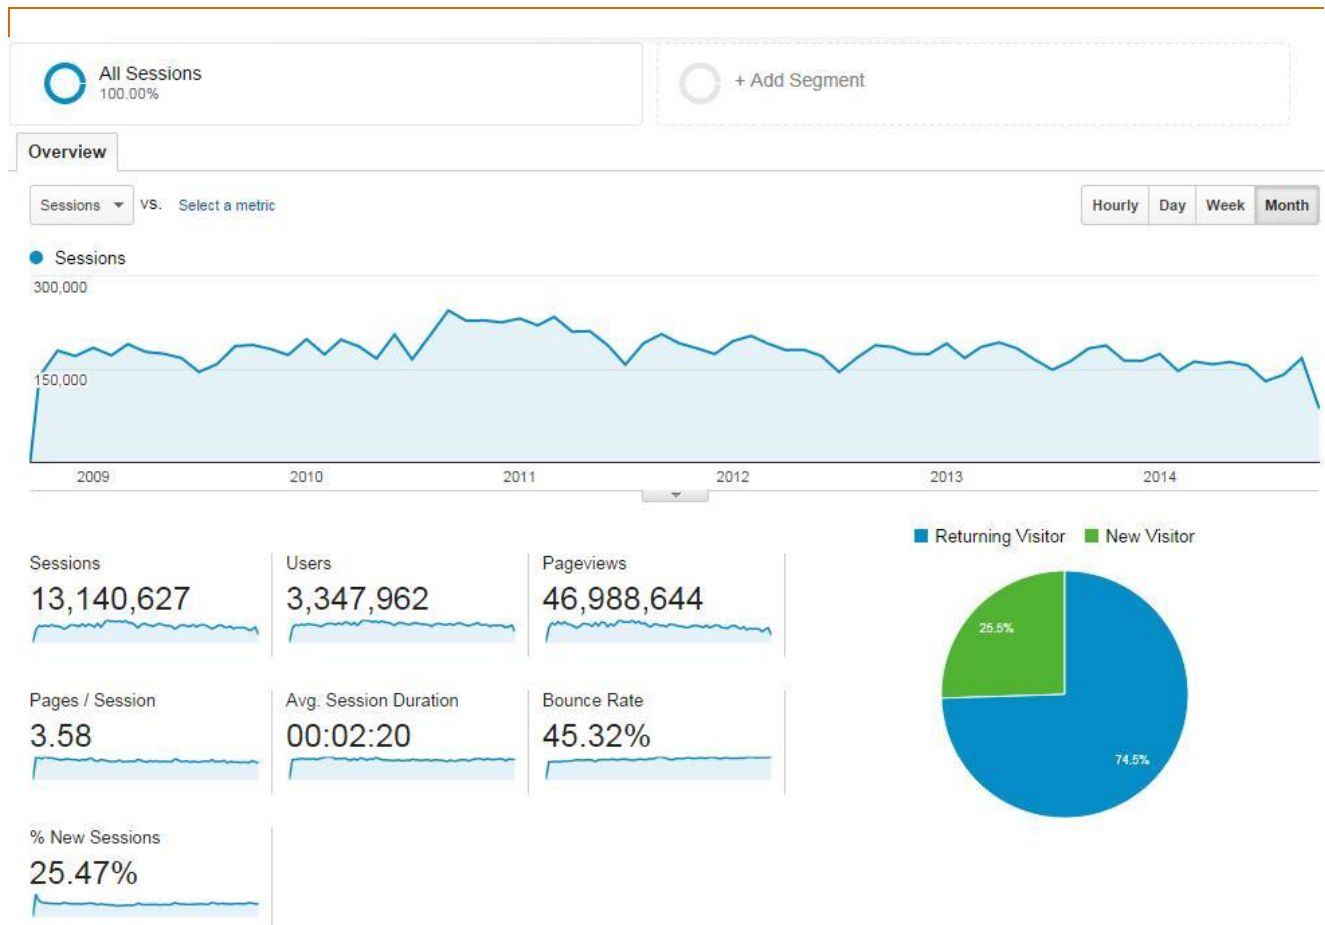 All Sessions
100.00%
+ Add Segment
Overview
Sessions VS. Select a metric
Hourly Day Week Month
Sessions
300,000
150,000
2009 2010 2011 2012 2013 2014
Returning Visitor New Visitor
Sessions
13,140,627
Users
3,347,962
Pageviews
46,988,644
25.5%
74.5%
Pages / Session
3.58
Avg. Session Duration
00:02:20
Bounce Rate
45.32%
% New Sessions
25.47%